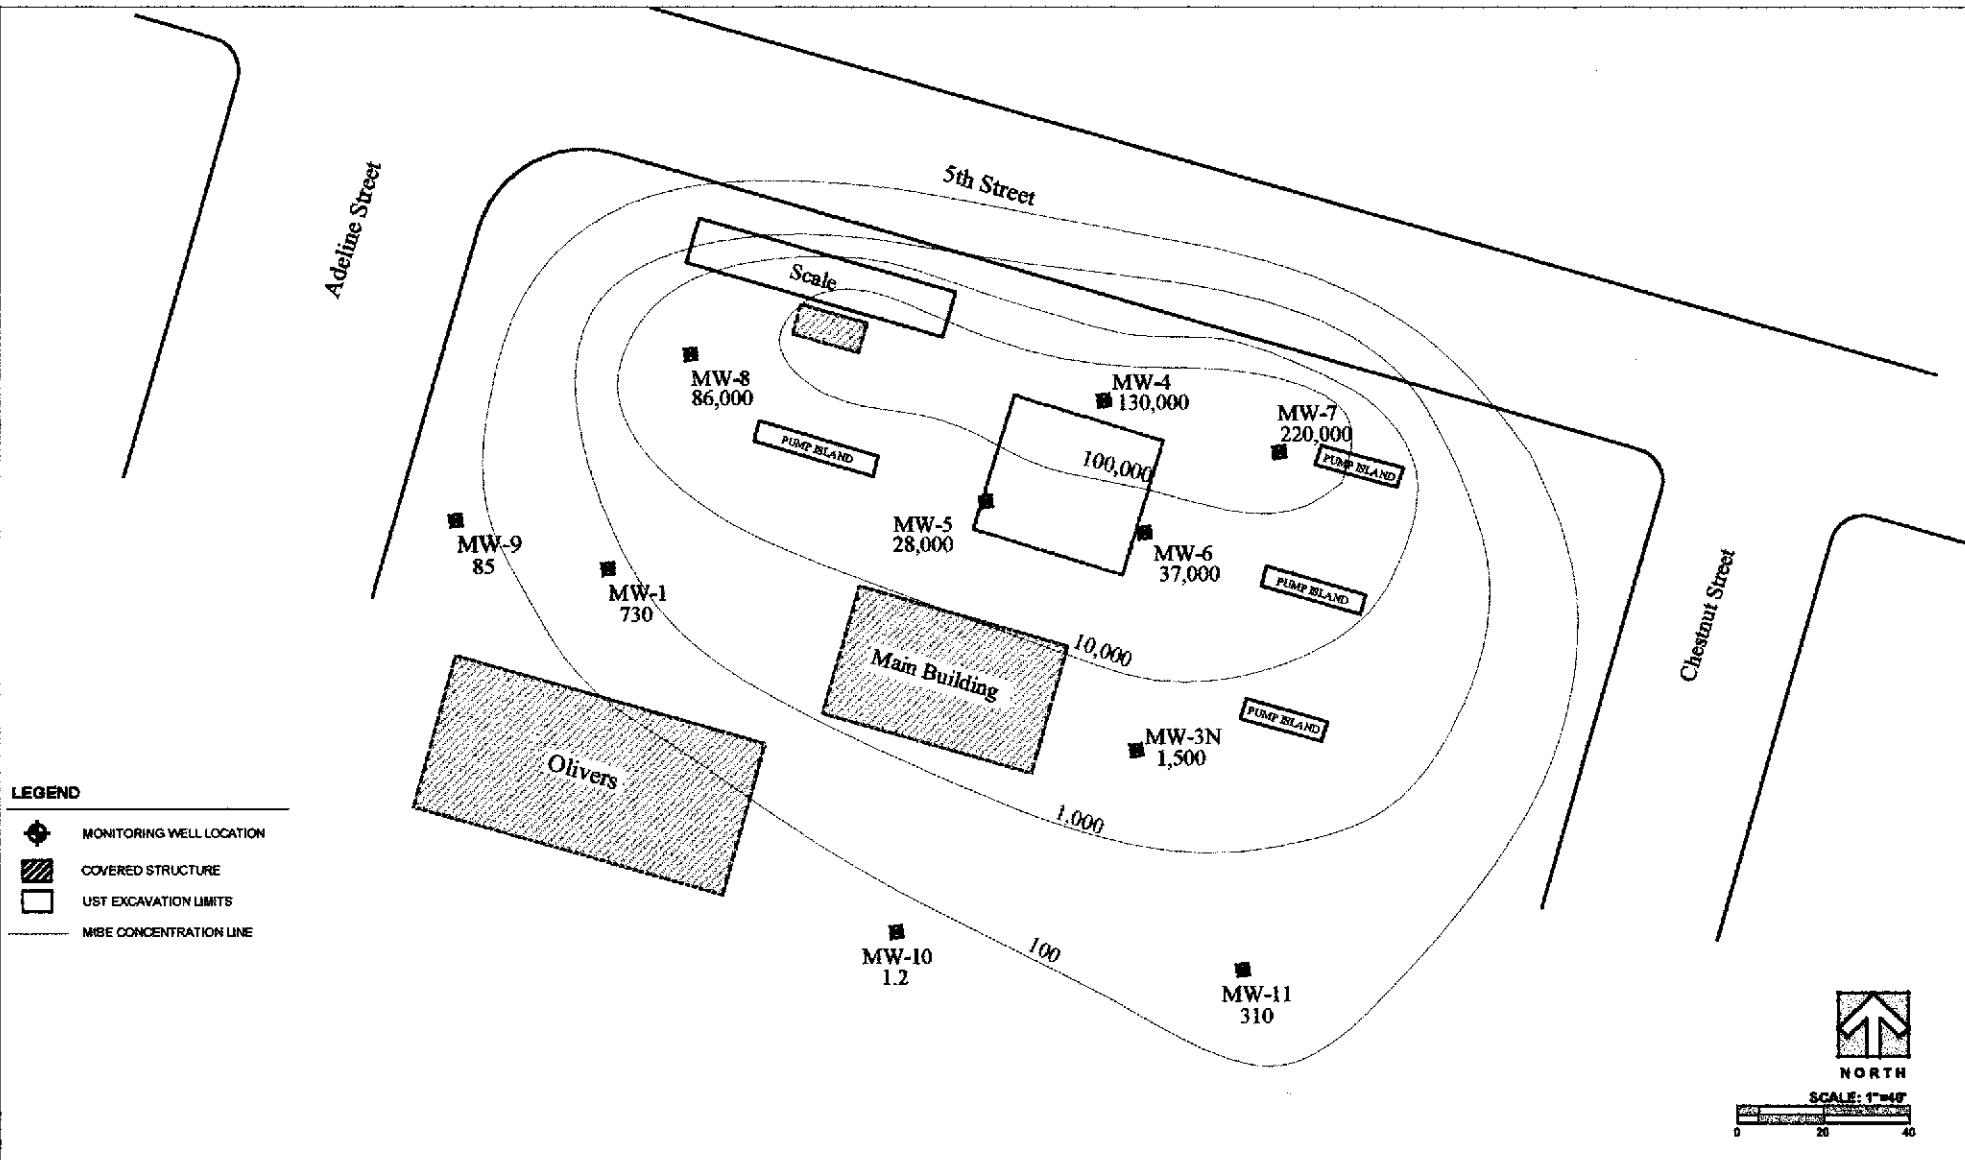 5th Street
Adeline Street
Scale
MW-8
86,000
MW-4
130,000
MW-7
220,000
PUMP ISLAND
PUMP ISLAND
100,000
MW-5
28,000
MW-9
85
MW-6
37,000
MW-1
730
PUMP ISLAND
Chestnut Street
10,000
Main Building
PUMP ISLAND
MW-3N
1,500
Olivers
1,000
LEGEND
MONITORING WELL LOCATION
COVERED STRUCTURE
UST EXCAVATION LIMITS
MtBE CONCENTRATION LINE
100
MW-10
1.2
MW-11
310
NORTH
SCALE: 1"=40'
0 20 40